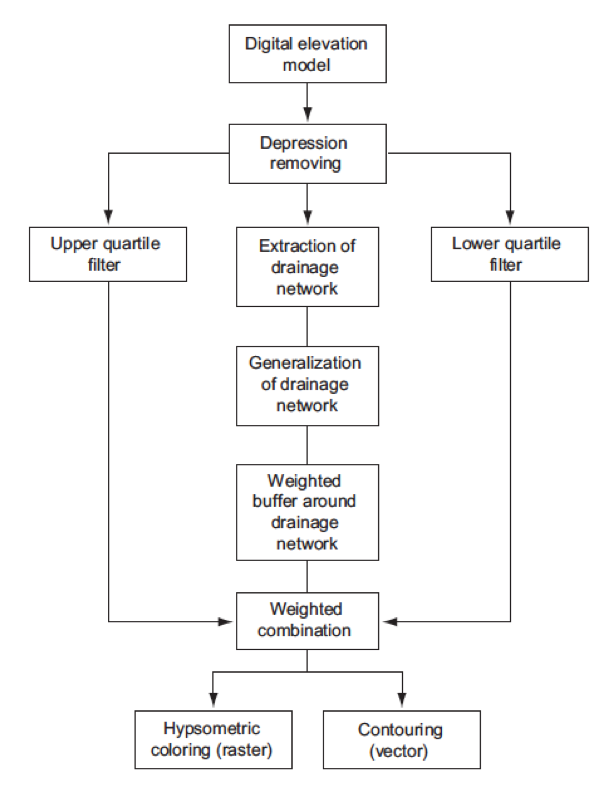 Digital elevation
model
Depression
removing
Upper quartile
filter
Extraction of
drainage
network
Lower quartile
filter
Generalization
of drainage
network
Weighted
buffer around
drainage
network
Weighted
combination
Hypsometric
coloring (raster)
Contouring
(vector)